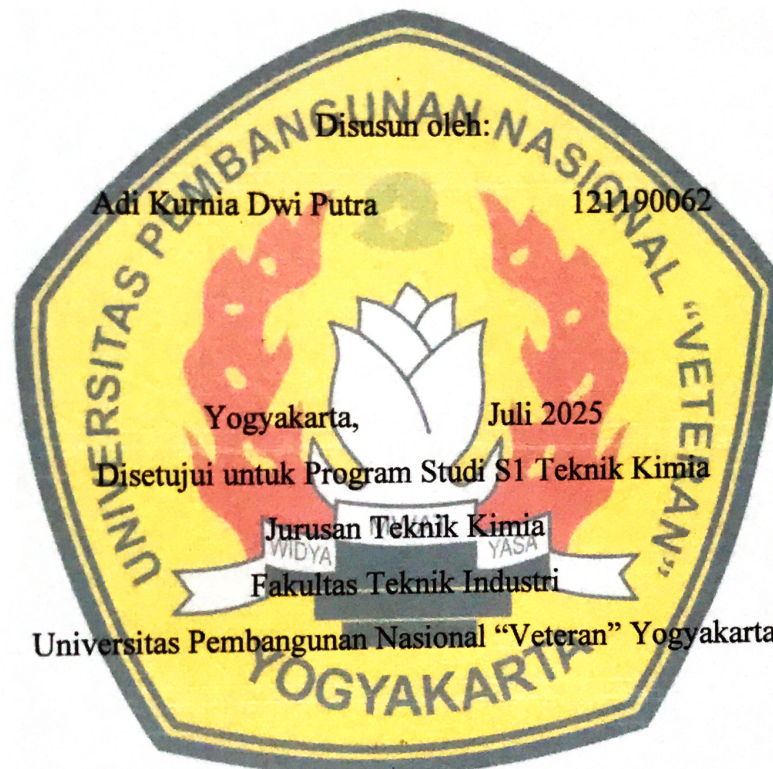 Disusun oleh:
Adi Kurnia Dwi Putra 121190062
Yogyakarta, Juli 2025
Disetujui untuk Program Studi S1 Teknik Kimia
Jurusan Teknik Kimia
Fakultas Teknik Industri
Universitas Pembangunan Nasional “Veteran” Yogyakarta
UNIVERSITAS PEMBANGUNAN NASIONAL “VETERAN”
WIDYA
YASA
YOGYAKARTA